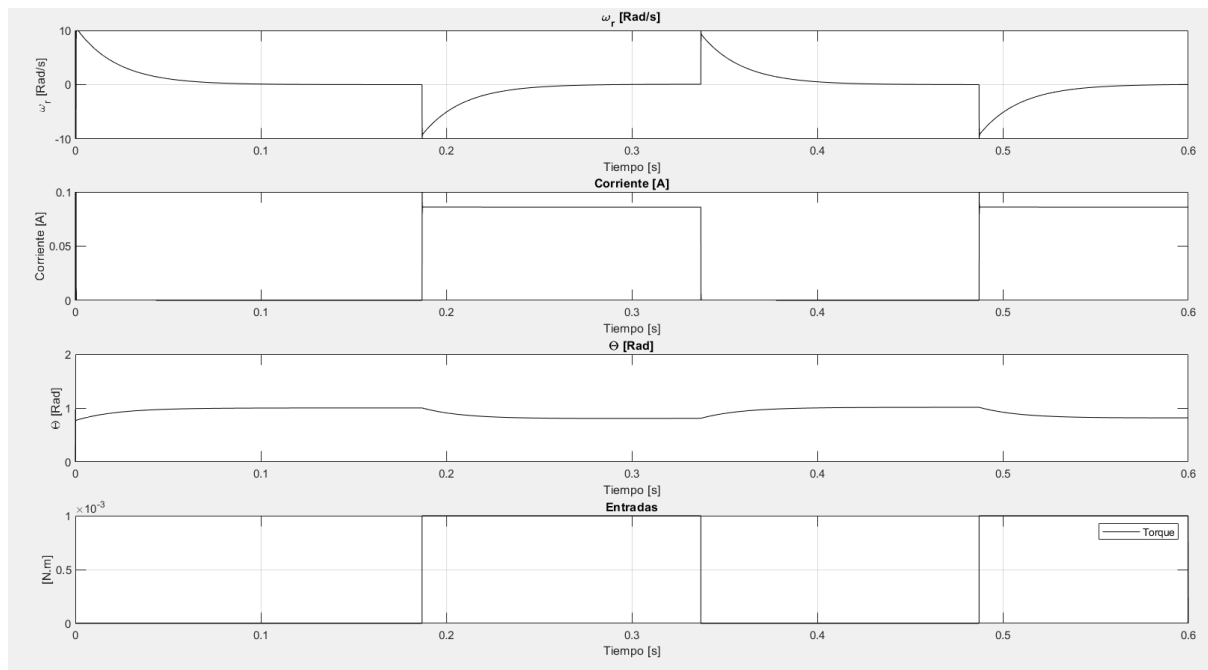 ω_r [Rad/s]
ω_r [Rad/s]
10
0
-10
0 0.1 0.2 0.3 0.4 0.5 0.6
Tiempo [s]
Corriente [A]
Corriente [A]
0.1
0.05
0
0 0.1 0.2 0.3 0.4 0.5 0.6
Tiempo [s]
Θ [Rad]
Θ [Rad]
2
1
0
0 0.1 0.2 0.3 0.4 0.5 0.6
Tiempo [s]
Entradas
×10⁻³
[N.m]
1
0.5
0
Torque
0 0.1 0.2 0.3 0.4 0.5 0.6
Tiempo [s]